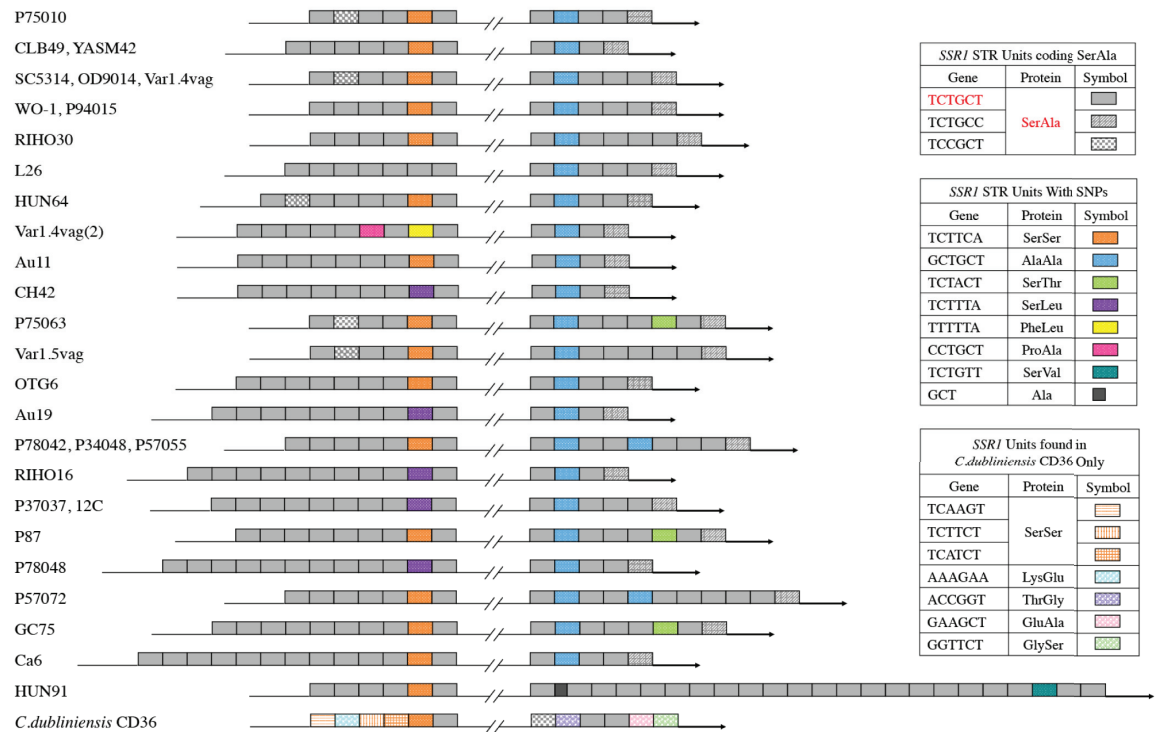 P75010
CLB49, YASM42
SC5314, OD9014, Var1.4vag
WO-1, P94015
RIHO30
L26
HUN64
Var1.4vag(2)
Au11
CH42
P75063
Var1.5vag
OTG6
Au19
P78042, P34048, P57055
RIHO16
P37037, 12C
P87
P78048
P57072
GC75
Ca6
HUN91
C.dubliniensis CD36
SSR1 STR Units coding SerAla
Gene Protein Symbol
TCTGCT
TCTGCC SerAla
TCCGCT
SSR1 STR Units With SNPs
Gene Protein Symbol
TCTTCA SerSer
GCTGCT AlaAla
TCTACT SerThr
TCTTTA SerLeu
TTTTTA PheLeu
CCTGCT ProAla
TCTGTT SerVal
GCT Ala
SSR1 Units found in
C.dubliniensis CD36 Only
Gene Protein Symbol
TCAAGT
TCTTCT SerSer
TCATCT
AAAGAA LysGlu
ACCGGT ThrGly
GAAGCT GluAla
GGTTCT GlySer